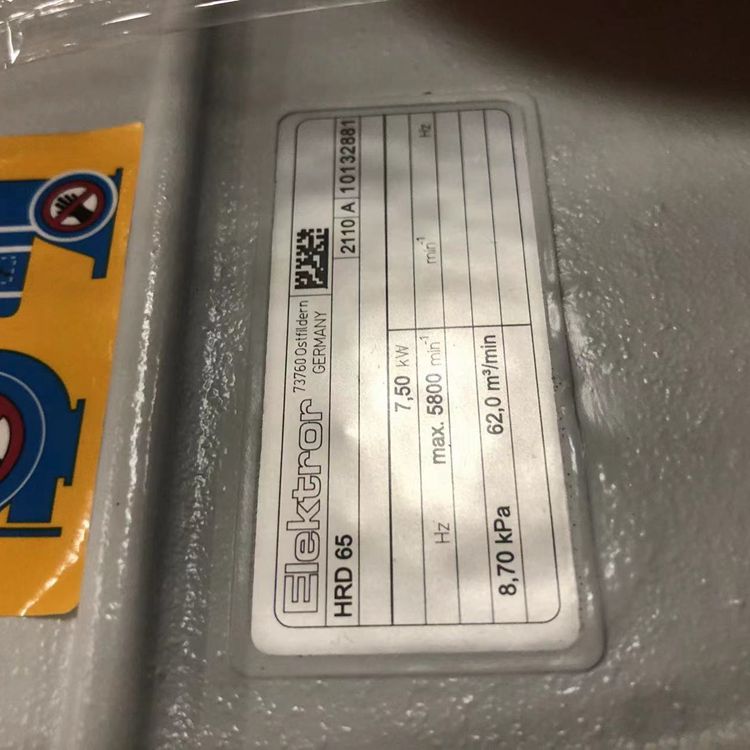 Elektror 73760 Ostfildern
GERMANY
HRD 65 2110 A 10132881
7,50 kW
Hz max. 5800 min⁻¹ min⁻¹ Hz
8,70 kPa 62,0 m³/min